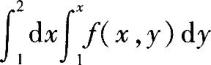 ∫₁² dx ∫₁ˣ f(x,y) dy